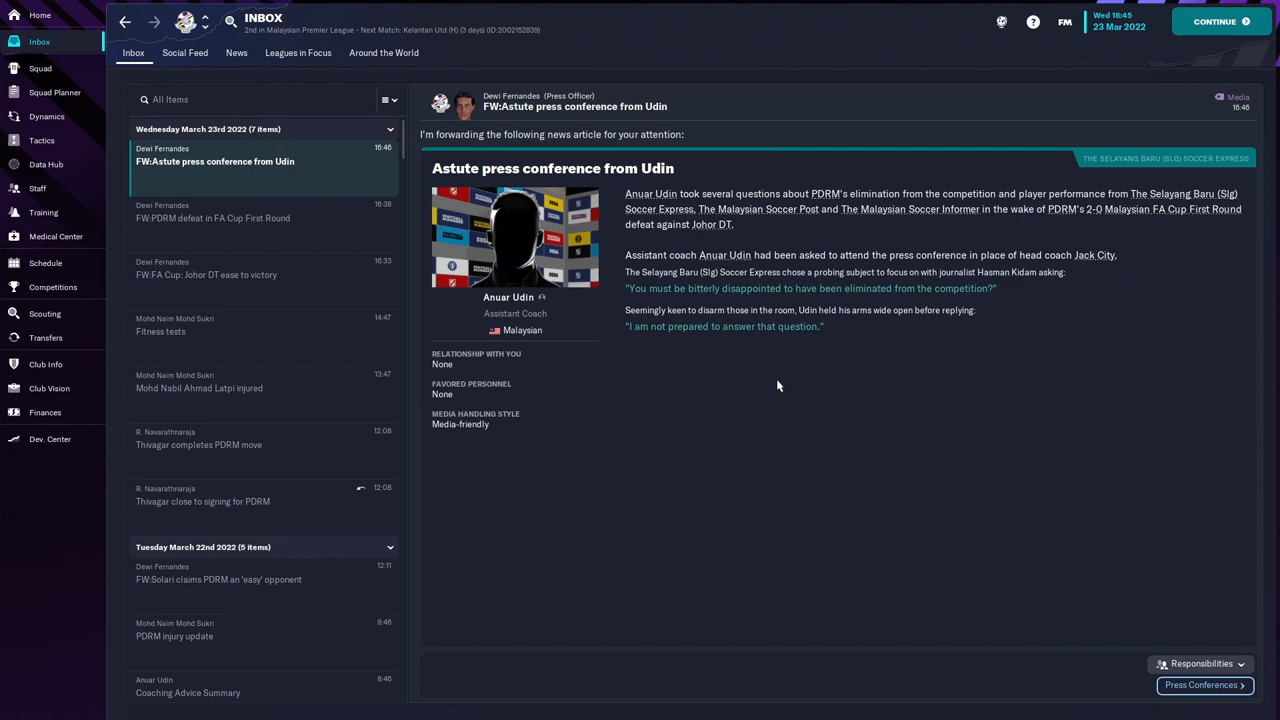 Home
Inbox
Squad
Squad Planner
Dynamics
Tactics
Data Hub
Staff
Training
Medical Center
Schedule
Competitions
Scouting
Transfers
Club Info
Club Vision
Finances
Dev. Center
INBOX
2nd in Malaysian Premier League - Next Match: Kelantan Utd (H) (3 days) (ID:2002152839)
FM
Wed 18:45
23 Mar 2022
CONTINUE
Inbox
Social Feed
News
Leagues in Focus
Around the World
All Items
Wednesday March 23rd 2022 (7 items)
Dewi Fernandes 16:46
FW:Astute press conference from Udin
Dewi Fernandes 16:38
FW:PDRM defeat in FA Cup First Round
Dewi Fernandes 16:33
FW:FA Cup: Johor DT ease to victory
Mohd Naim Mohd Sukri 14:47
Fitness tests
Mohd Naim Mohd Sukri 13:47
Mohd Nabil Ahmad Latpi injured
R. Navarathnaraja 12:08
Thivagar completes PDRM move
R. Navarathnaraja 12:08
Thivagar close to signing for PDRM
Tuesday March 22nd 2022 (5 items)
Dewi Fernandes 12:11
FW:Solari claims PDRM an 'easy' opponent
Mohd Naim Mohd Sukri 9:46
PDRM injury update
Anuar Udin 8:46
Coaching Advice Summary
Dewi Fernandes (Press Officer)
FW:Astute press conference from Udin
Media
16:46
I'm forwarding the following news article for your attention:
THE SELAYANG BARU (SLG) SOCCER EXPRESS
Astute press conference from Udin
Anuar Udin
Assistant Coach
Malaysian
RELATIONSHIP WITH YOU
None
FAVORED PERSONNEL
None
MEDIA HANDLING STYLE
Media-friendly
Anuar Udin took several questions about PDRM's elimination from the competition and player performance from The Selayang Baru (Slg)
Soccer Express, The Malaysian Soccer Post and The Malaysian Soccer Informer in the wake of PDRM's 2-0 Malaysian FA Cup First Round
defeat against Johor DT.
Assistant coach Anuar Udin had been asked to attend the press conference in place of head coach Jack City.
The Selayang Baru (Slg) Soccer Express chose a probing subject to focus on with journalist Hasman Kidam asking:
"You must be bitterly disappointed to have been eliminated from the competition?"
Seemingly keen to disarm those in the room, Udin held his arms wide open before replying:
"I am not prepared to answer that question."
Responsibilities
Press Conferences